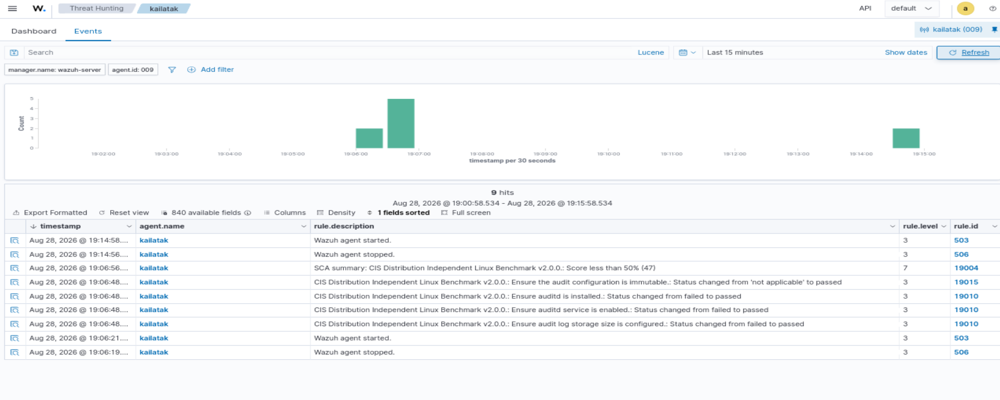 W. Threat Hunting kailatak API default a
Dashboard Events kailatak (009)
Search Lucene Last 15 minutes Show dates Refresh
manager.name: wazuh-server agent.id: 009 Add filter
5
4
3
2
1
0
Count
19:02:00 19:03:00 19:04:00 19:05:00 19:06:00 19:07:00 19:08:00 19:09:00 19:10:00 19:11:00 19:12:00 19:13:00 19:14:00 19:15:00
timestamp per 30 seconds
9 hits
Aug 28, 2026 @ 19:00:58.534 - Aug 28, 2026 @ 19:15:58.534
Export Formatted Reset view 840 available fields Columns Density 1 fields sorted Full screen
timestamp agent.name rule.description rule.level rule.id
Aug 28, 2026 @ 19:14:58.... kailatak Wazuh agent started. 3 503
Aug 28, 2026 @ 19:14:56.... kailatak Wazuh agent stopped. 3 506
Aug 28, 2026 @ 19:06:56.... kailatak SCA summary: CIS Distribution Independent Linux Benchmark v2.0.0.: Score less than 50% (47) 7 19004
Aug 28, 2026 @ 19:06:48.... kailatak CIS Distribution Independent Linux Benchmark v2.0.0.: Ensure the audit configuration is immutable.: Status changed from 'not applicable' to passed 3 19015
Aug 28, 2026 @ 19:06:48.... kailatak CIS Distribution Independent Linux Benchmark v2.0.0.: Ensure auditd is installed.: Status changed from failed to passed 3 19010
Aug 28, 2026 @ 19:06:48.... kailatak CIS Distribution Independent Linux Benchmark v2.0.0.: Ensure auditd service is enabled.: Status changed from failed to passed 3 19010
Aug 28, 2026 @ 19:06:48.... kailatak CIS Distribution Independent Linux Benchmark v2.0.0.: Ensure audit log storage size is configured.: Status changed from failed to passed 3 19010
Aug 28, 2026 @ 19:06:21.... kailatak Wazuh agent started. 3 503
Aug 28, 2026 @ 19:06:19.... kailatak Wazuh agent stopped. 3 506